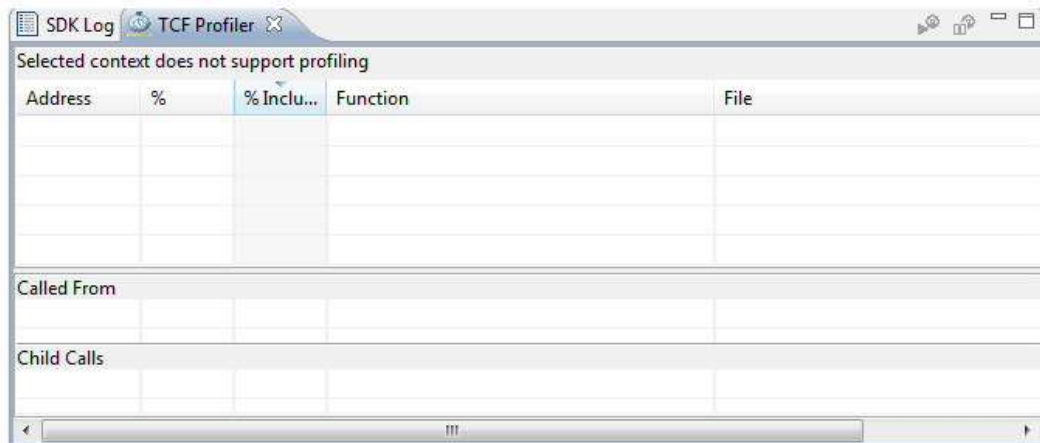 SDK Log TCF Profiler
Selected context does not support profiling
Address % % Inclu... Function File
Called From
Child Calls